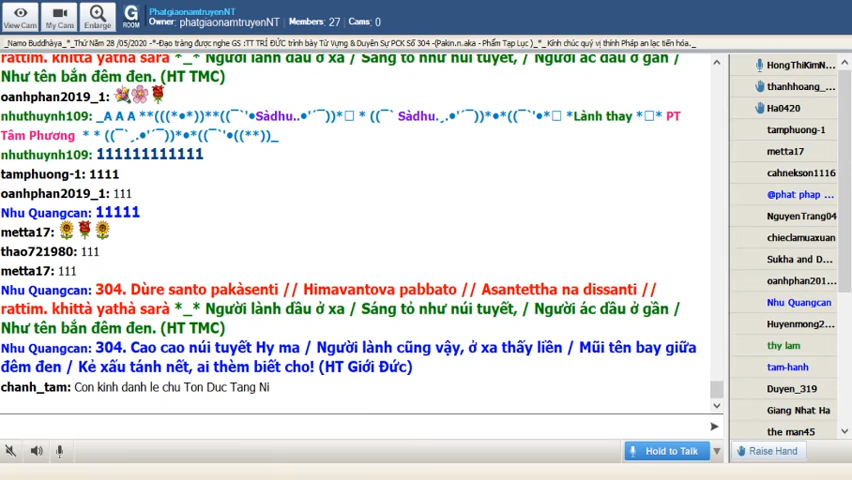 View Cam
My Cam
Enlarge
G
ROOM
PhatgiaonamtruyenNT
Owner: phatgiaonamtruyenNT | Members: 27 | Cams: 0
_Namo Buddhàya_*_Thứ Năm 28 /05/2020 -*-Đạo tràng được nghe GS :TT TRÍ ĐỨC trình bày Từ Vựng & Duyên Sự PCK Số 304 -(Pakin.n.aka - Phẩm Tạp Lục )_*_ Kính chúc quý vị thính Pháp an lạc tiến hóa._
rattim. khittà yathà sarà *_* Người lành dầu ở xa / Sáng tỏ như núi tuyết, / Người ác dầu ở gần /
Như tên bắn đêm đen. (HT TMC)
oanhphan2019_1:
nhuthuynh109: _A A A **(((*●*))**((¯`'●Sàdhu..●'´¯))*□ * ((¯` Sàdhu.¸.●'´¯))*●*((¯`'●*□ *Lành thay *□* PT
Tâm Phương * * ((¯`¸.●'´¯))*●*((¯`'●((**))_
nhuthuynh109: 111111111111
tamphuong-1: 1111
oanhphan2019_1: 111
Nhu Quangcan: 11111
metta17:
thao721980: 111
metta17: 111
Nhu Quangcan: 304. Dùre santo pakàsenti // Himavantova pabbato // Asantettha na dissanti //
rattim. khittà yathà sarà *_* Người lành dầu ở xa / Sáng tỏ như núi tuyết, / Người ác dầu ở gần /
Như tên bắn đêm đen. (HT TMC)
Nhu Quangcan: 304. Cao cao núi tuyết Hy ma / Người lành cũng vậy, ở xa thấy liền / Mũi tên bay giữa
đêm đen / Kẻ xấu tánh nết, ai thèm biết cho! (HT Giới Đức)
chanh_tam: Con kinh danh le chu Ton Duc Tang Ni
Hold to Talk
HongThiKimN...
thanhhoang_...
Ha0420
tamphuong-1
metta17
cahnekson1116
@phat phap ...
NguyenTrang04
chieclamuaxuan
Sukha and D...
oanhphan201...
Nhu Quangcan
Huyenmong2...
thy lam
tam-hanh
Duyen_319
Giang Nhat Ha
the man45
Raise Hand